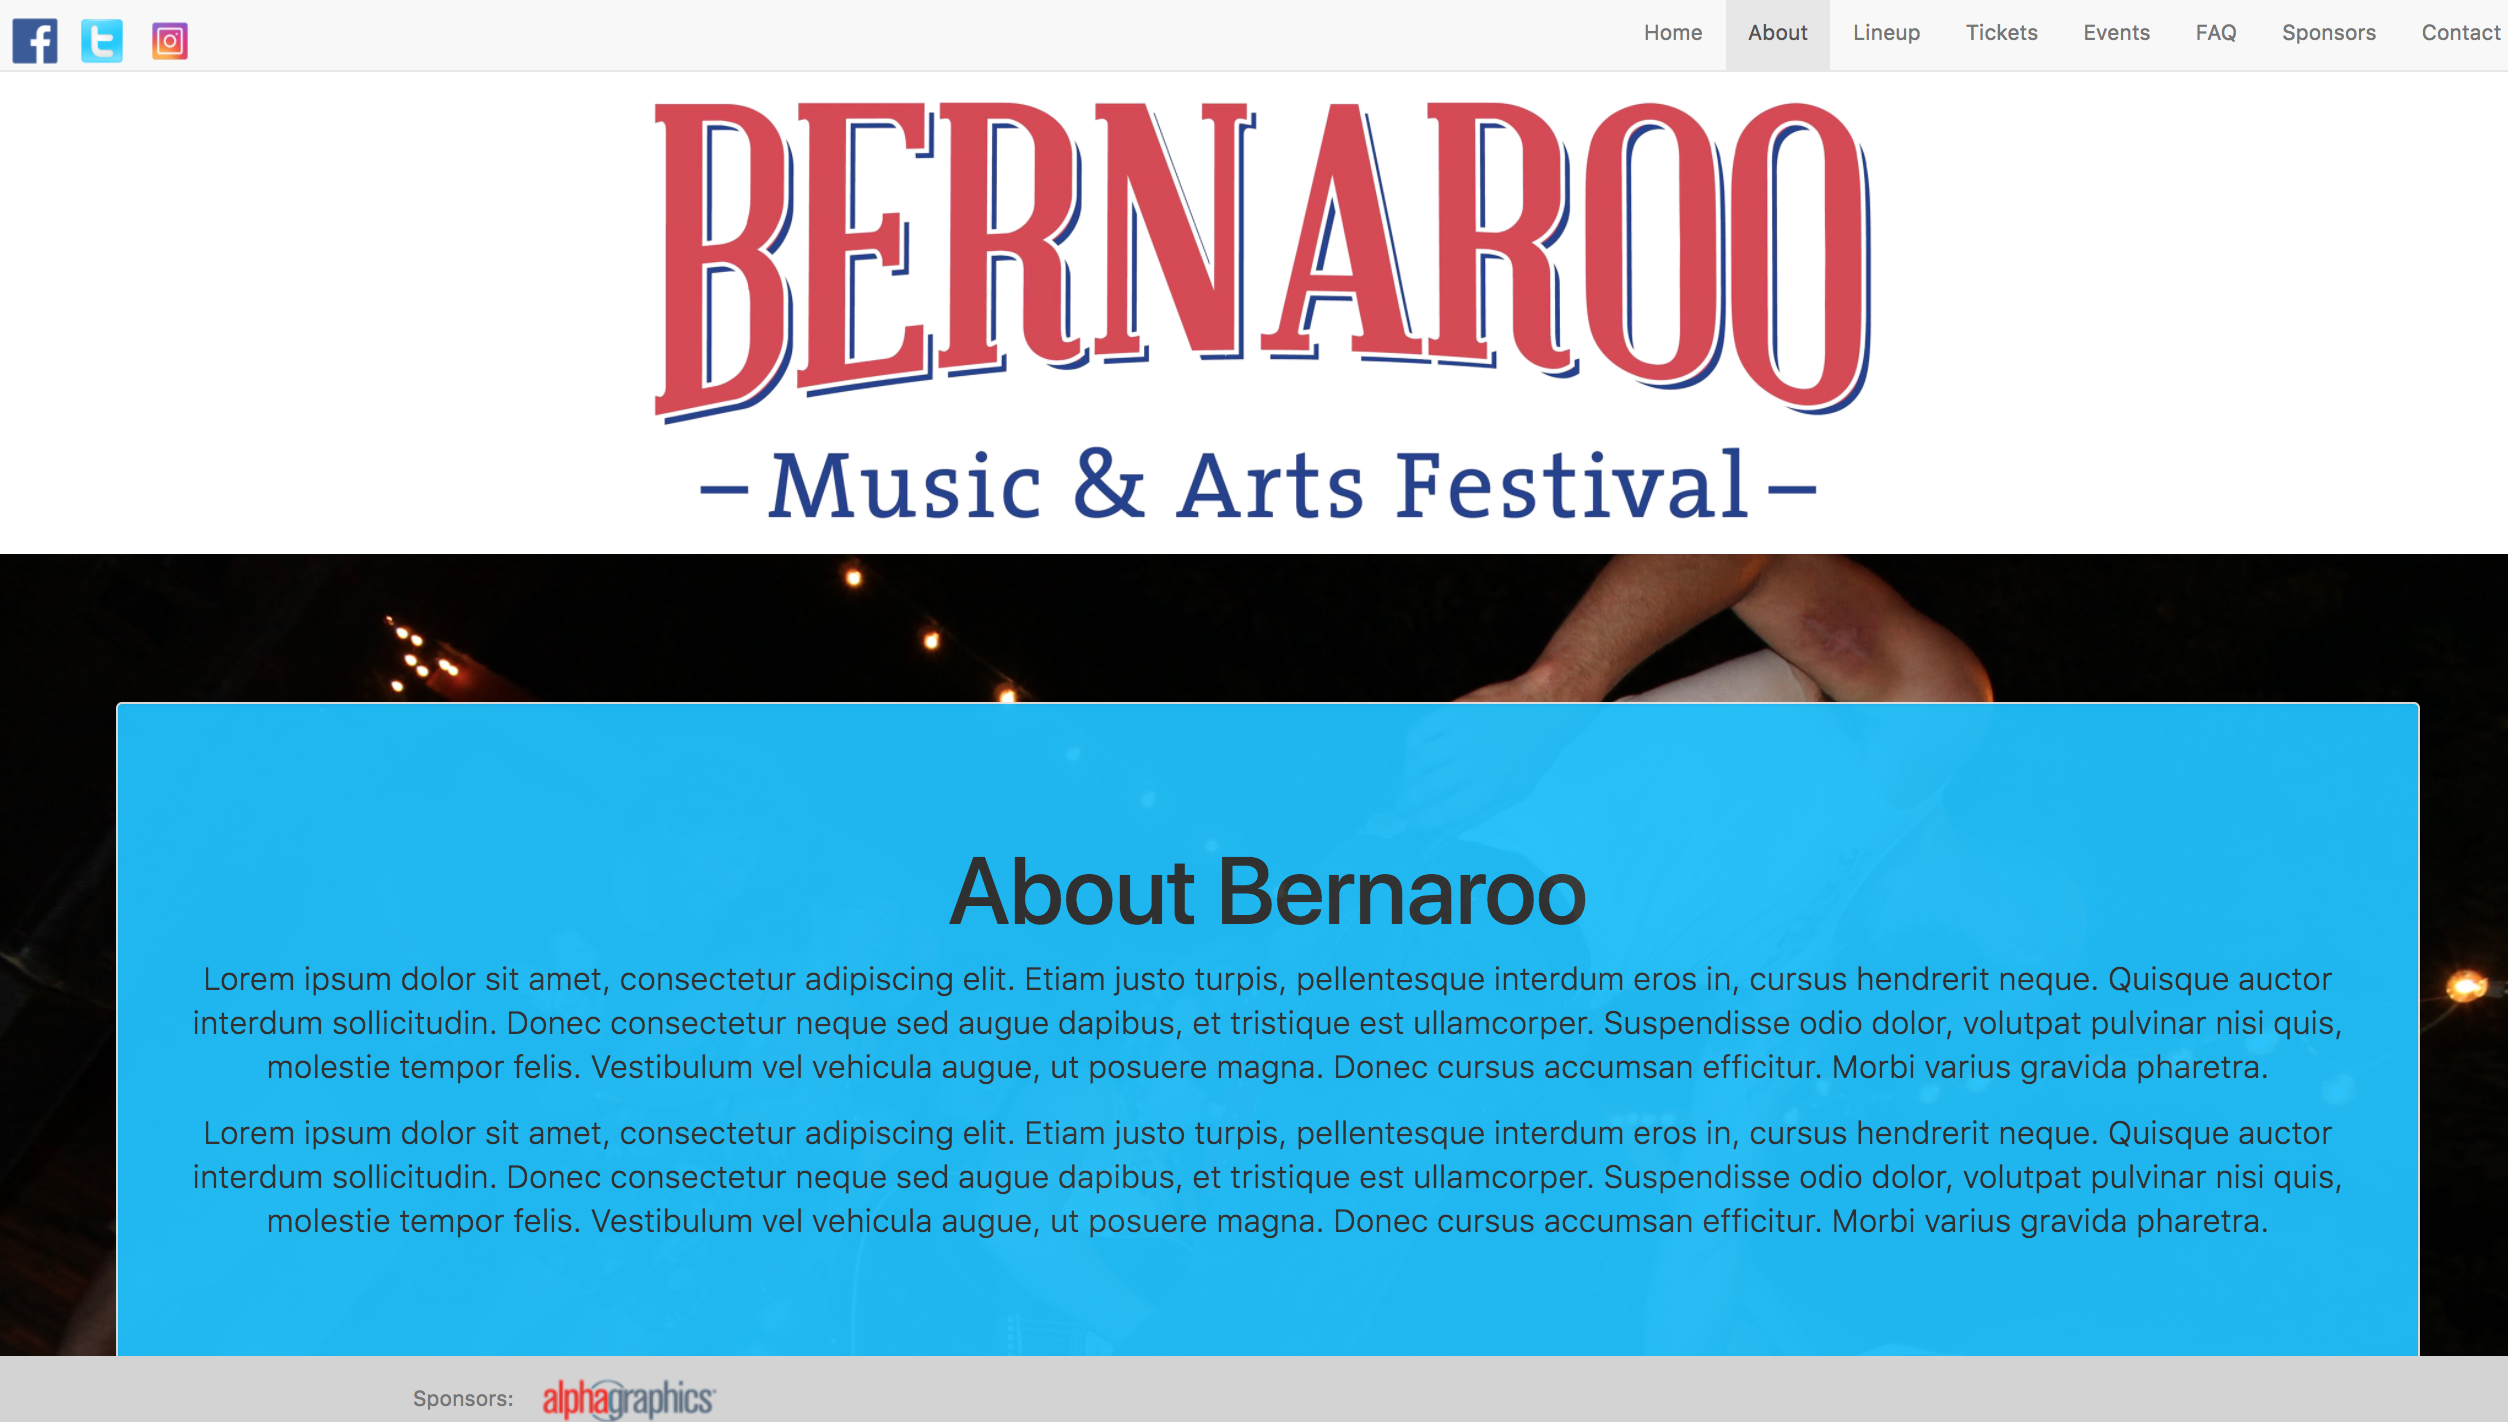 Home About Lineup Tickets Events FAQ Sponsors Contact
BERNAROO
– Music & Arts Festival –
About Bernaroo
Lorem ipsum dolor sit amet, consectetur adipiscing elit. Etiam justo turpis, pellentesque interdum eros in, cursus hendrerit neque. Quisque auctor
interdum sollicitudin. Donec consectetur neque sed augue dapibus, et tristique est ullamcorper. Suspendisse odio dolor, volutpat pulvinar nisi quis,
molestie tempor felis. Vestibulum vel vehicula augue, ut posuere magna. Donec cursus accumsan efficitur. Morbi varius gravida pharetra.
Lorem ipsum dolor sit amet, consectetur adipiscing elit. Etiam justo turpis, pellentesque interdum eros in, cursus hendrerit neque. Quisque auctor
interdum sollicitudin. Donec consectetur neque sed augue dapibus, et tristique est ullamcorper. Suspendisse odio dolor, volutpat pulvinar nisi quis,
molestie tempor felis. Vestibulum vel vehicula augue, ut posuere magna. Donec cursus accumsan efficitur. Morbi varius gravida pharetra.
Sponsors: alphagraphics